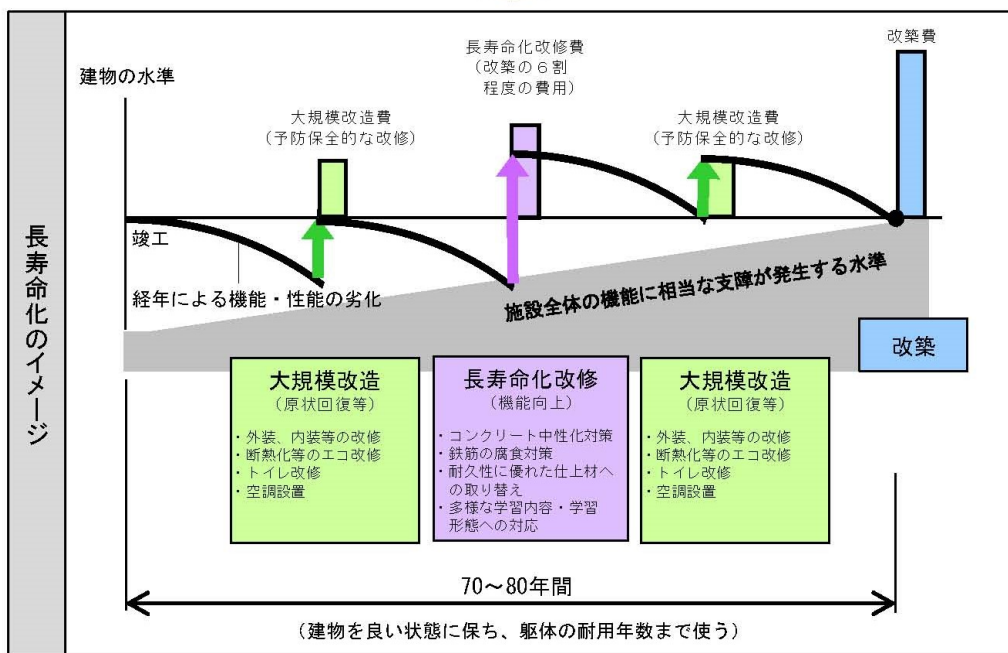 長寿命化のイメージ
建物の水準
大規模改造費
（予防保全的な改修）
長寿命化改修費
（改築の６割
程度の費用）
大規模改造費
（予防保全的な改修）
改築費
竣工
経年による機能・性能の劣化
施設全体の機能に相当な支障が発生する水準
改築
大規模改造
（原状回復等）
・外装、内装等の改修
・断熱化等のエコ改修
・トイレ改修
・空調設置
長寿命化改修
（機能向上）
・コンクリート中性化対策
・鉄筋の腐食対策
・耐久性に優れた仕上材へ
の取り替え
・多様な学習内容・学習
形態への対応
大規模改造
（原状回復等）
・外装、内装等の改修
・断熱化等のエコ改修
・トイレ改修
・空調設置
70～80年間
（建物を良い状態に保ち、躯体の耐用年数まで使う）